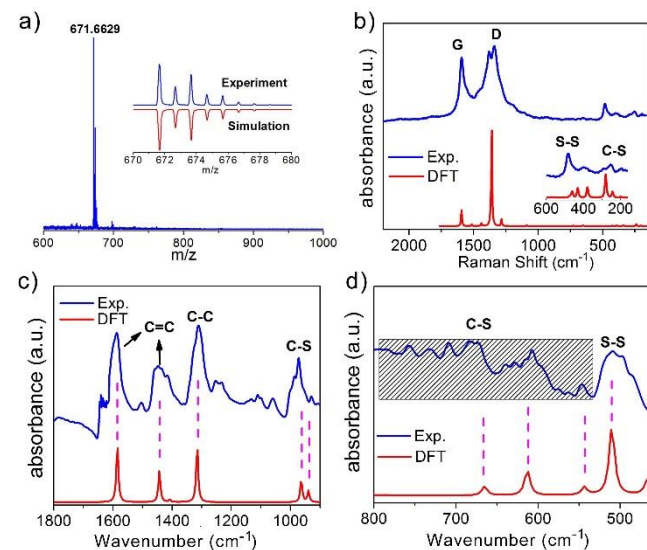 a)
671.6629
Experiment
Simulation
670 672 674 676 678 680
m/z
600 700 800 900 1000
m/z
b)
absorbance (a.u.)
G
D
S-S
C-S
Exp.
DFT
600 400 200
2000 1500 1000 500
Raman Shift (cm-1)
c)
absorbance (a.u.)
Exp.
DFT
C=C
C-C
C-S
1800 1600 1400 1200 1000
Wavenumber (cm-1)
d)
absorbance (a.u.)
C-S
S-S
Exp.
DFT
800 700 600 500
Wavenumber (cm-1)